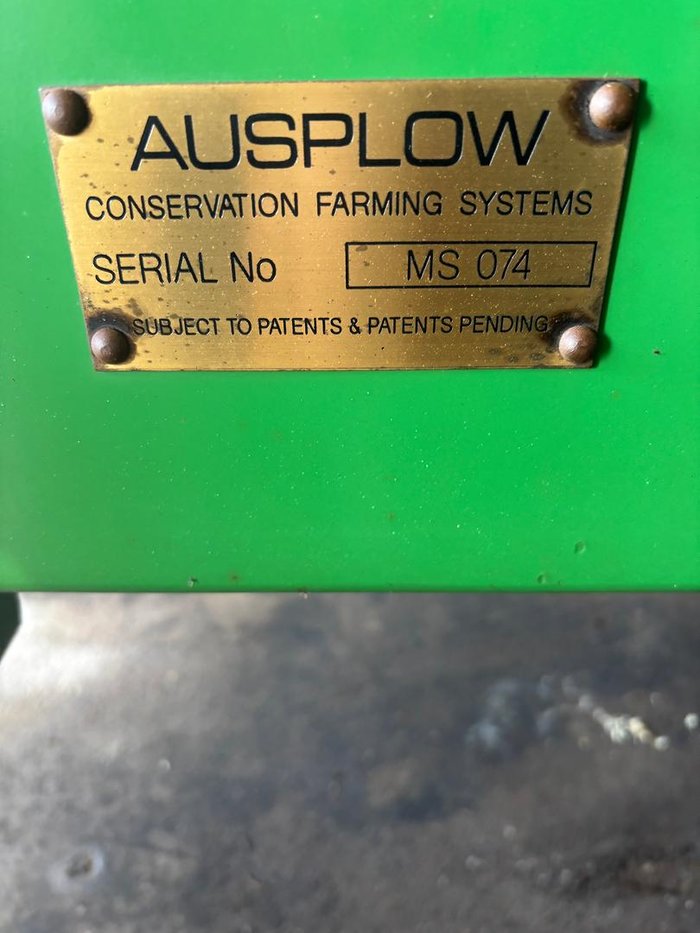 AUSPLOW
CONSERVATION FARMING SYSTEMS
SERIAL No MS 074
SUBJECT TO PATENTS & PATENTS PENDING